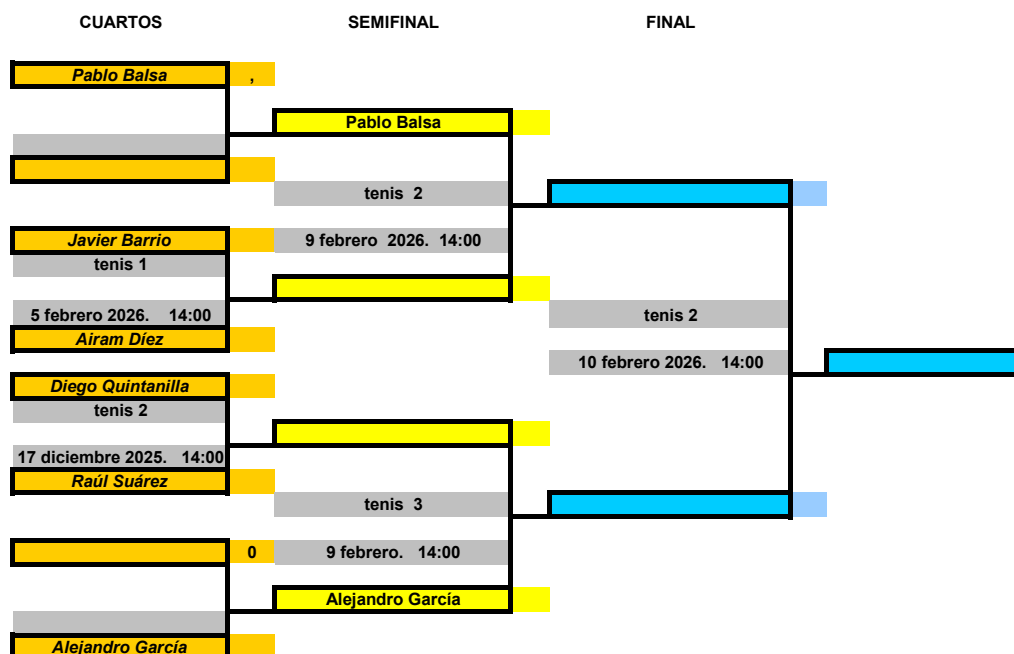 CUARTOS SEMIFINAL FINAL
Pablo Balsa ,
Pablo Balsa
tenis 2
Javier Barrio 9 febrero 2026. 14:00
tenis 1
5 febrero 2026. 14:00 tenis 2
Airam Díez
10 febrero 2026. 14:00
Diego Quintanilla
tenis 2
17 diciembre 2025. 14:00
Raúl Suárez
tenis 3
0 9 febrero. 14:00
Alejandro García
Alejandro García